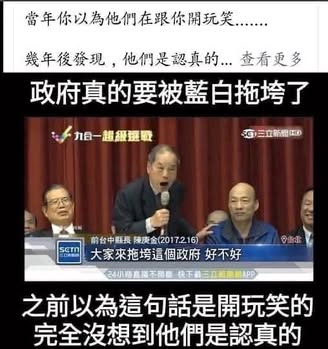 當年你以為他們在跟你開玩笑.......
幾年後發現，他們是認真的... 查看更多
政府真的要被藍白拖垮了
九合一超級選戰
SETN 三立新聞網
台北
SETN
前台中縣長 陳庚金(2017.2.16)
大家來拖垮這個政府 好不好
24小時直播不間斷 快下載三立新聞網APP
之前以為這句話是開玩笑的
完全沒想到他們是認真的